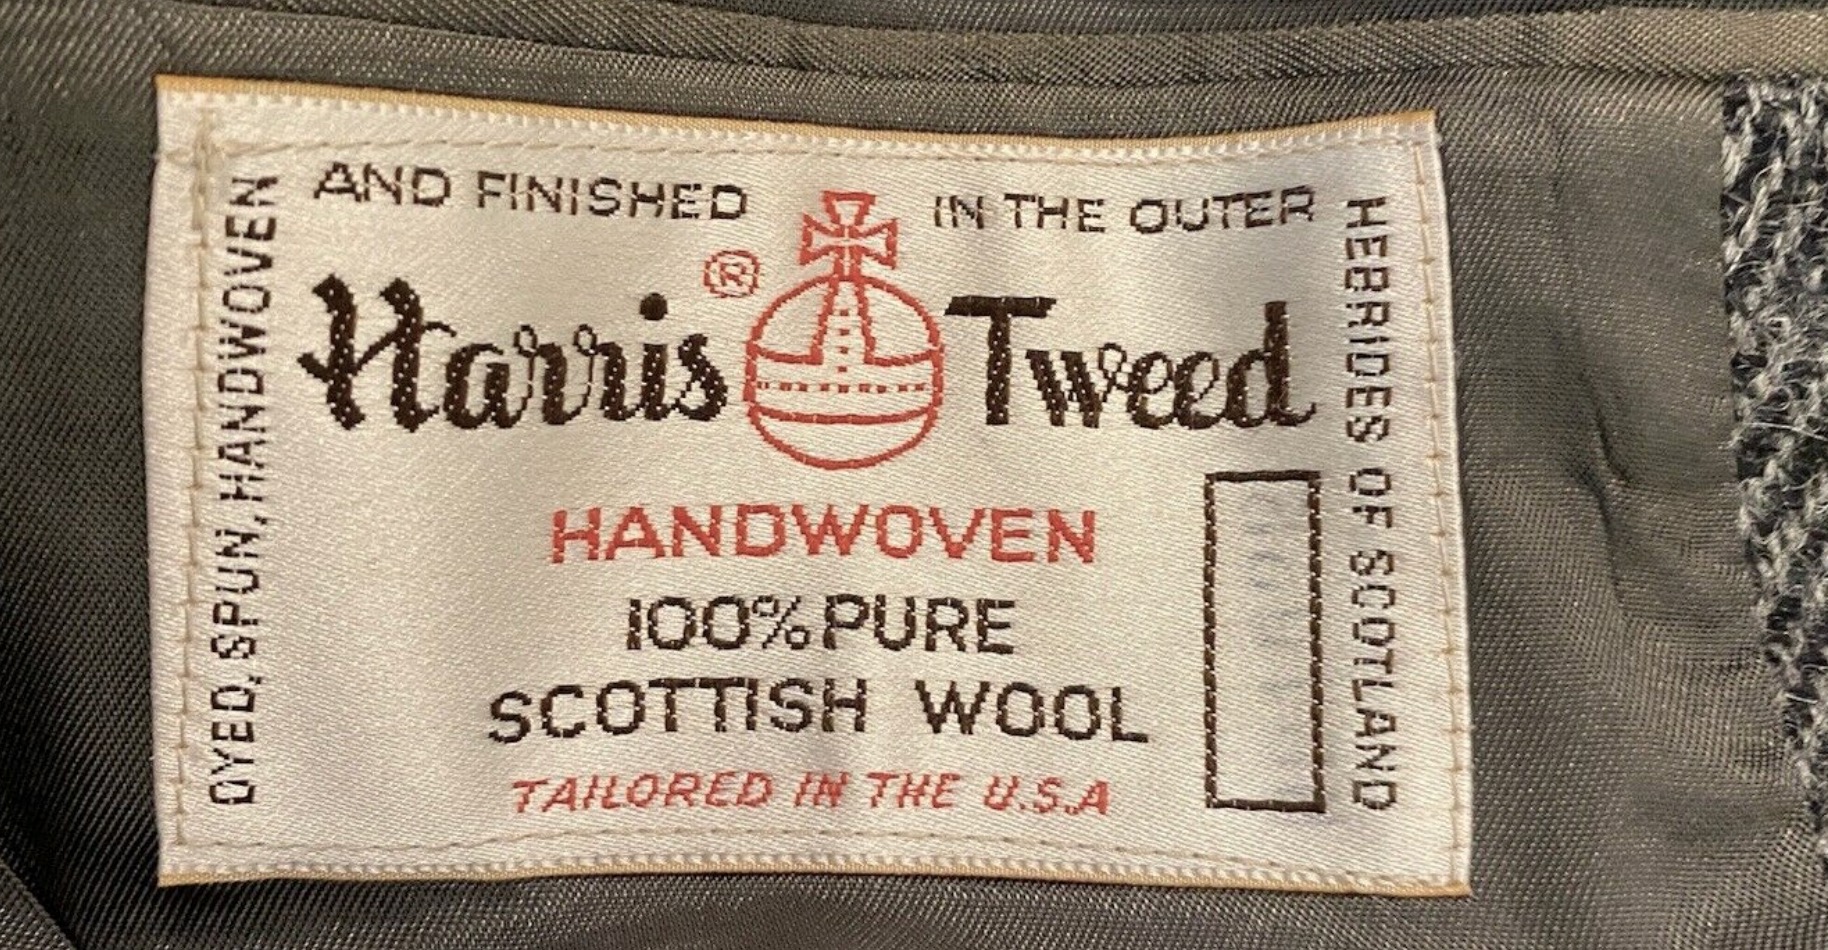 DYED, SPUN, HANDWOVEN
AND FINISHED
IN THE OUTER
HEBRIDES OF SCOTLAND
Harris ® Tweed
HANDWOVEN
100% PURE
SCOTTISH WOOL
TAILORED IN THE U.S.A